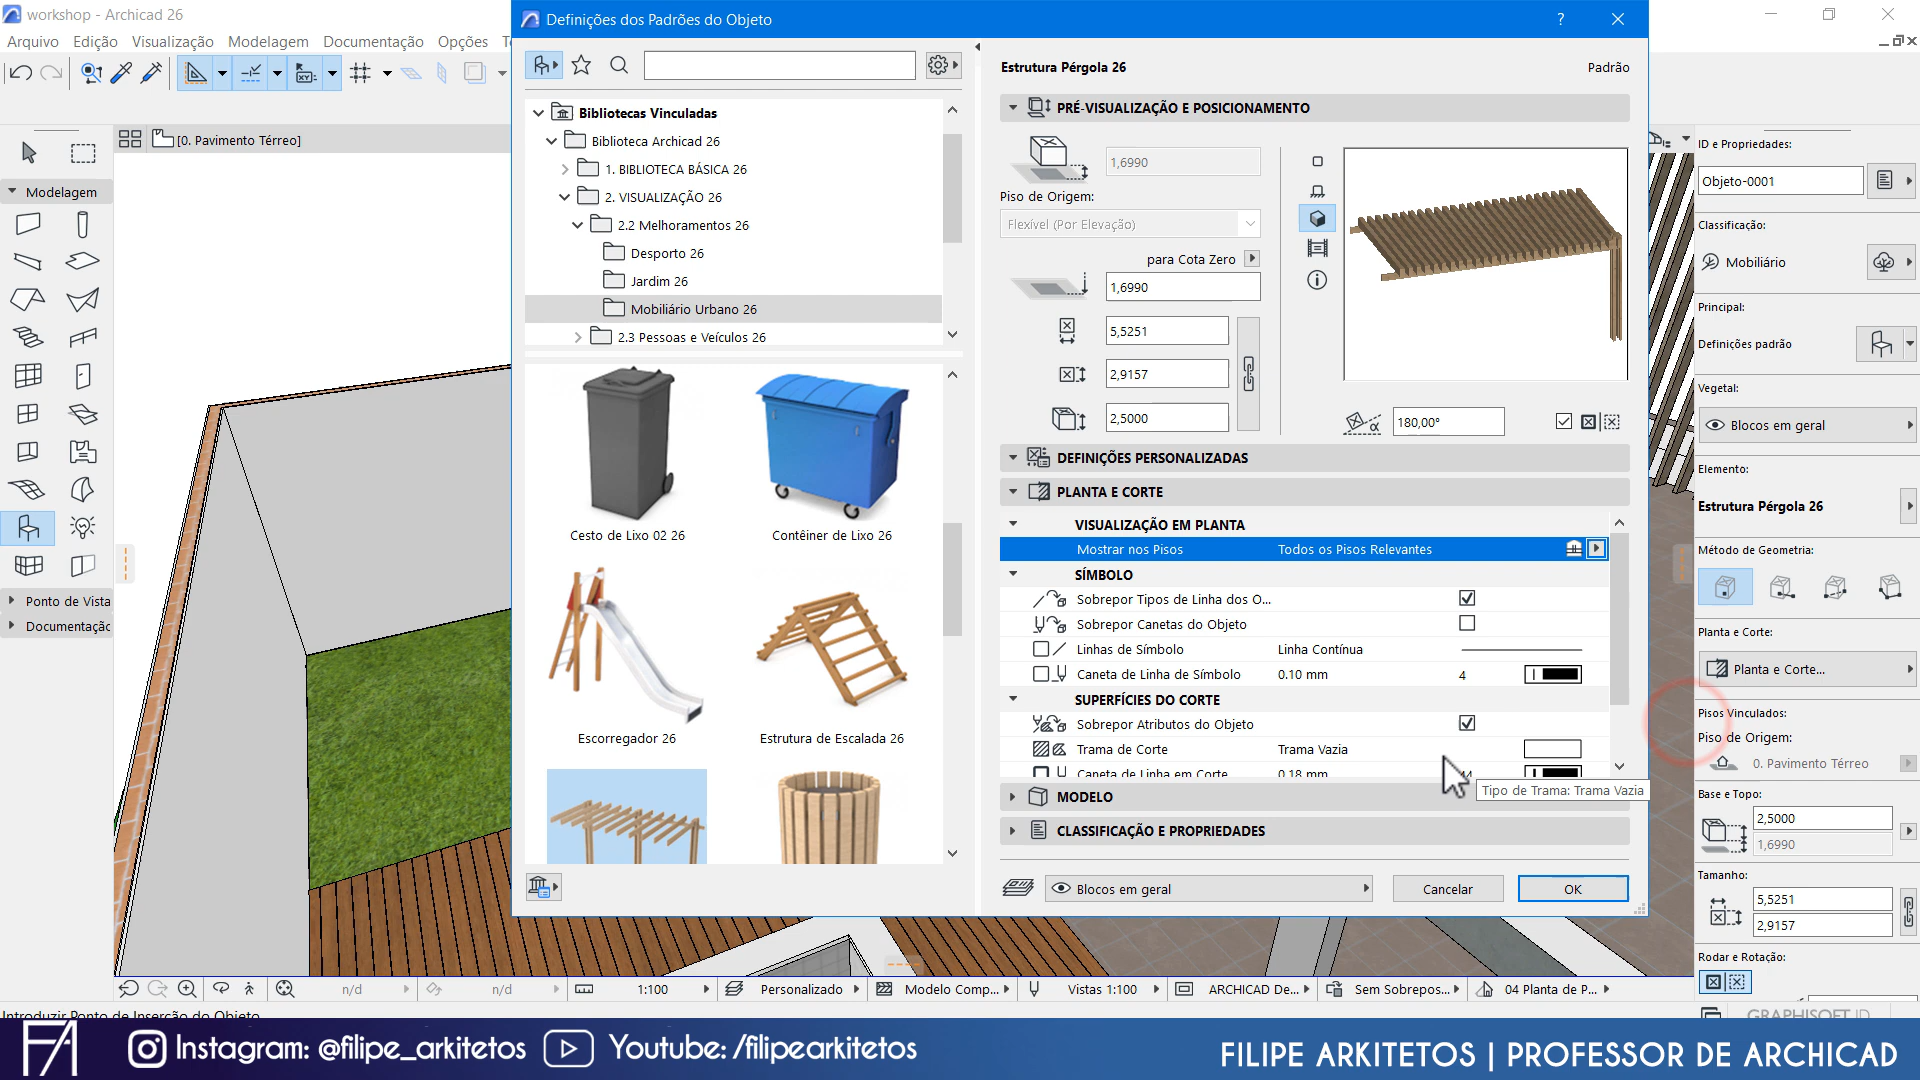 workshop - Archicad 26
Arquivo Edição Visualização Modelagem Documentação Opções
[0. Pavimento Térreo]
Modelagem
Ponto de Vista
Documentaçã
Definições dos Padrões do Objeto
?
Bibliotecas Vinculadas
Biblioteca Archicad 26
1. BIBLIOTECA BÁSICA 26
2. VISUALIZAÇÃO 26
2.2 Melhoramentos 26
Desporto 26
Jardim 26
Mobiliário Urbano 26
2.3 Pessoas e Veículos 26
Cesto de Lixo 02 26
Contêiner de Lixo 26
Escorregador 26
Estrutura de Escalada 26
Estrutura Pérgola 26
Padrão
PRÉ-VISUALIZAÇÃO E POSICIONAMENTO
1,6990
Piso de Origem:
Flexível (Por Elevação)
para Cota Zero
1,6990
5,5251
2,9157
2,5000
α
180,00°
DEFINIÇÕES PERSONALIZADAS
PLANTA E CORTE
VISUALIZAÇÃO EM PLANTA
Mostrar nos Pisos Todos os Pisos Relevantes
SÍMBOLO
Sobrepor Tipos de Linha dos O...
Sobrepor Canetas do Objeto
Linhas de Símbolo Linha Contínua
Caneta de Linha de Símbolo 0.10 mm 4
SUPERFÍCIES DO CORTE
Sobrepor Atributos do Objeto
Trama de Corte Trama Vazia
Caneta de Linha em Corte 0.18 mm
Tipo de Trama: Trama Vazia
MODELO
CLASSIFICAÇÃO E PROPRIEDADES
Blocos em geral
Cancelar
OK
ID e Propriedades:
Objeto-0001
Classificação:
Mobiliário
Principal:
Definições padrão
Vegetal:
Blocos em geral
Elemento:
Estrutura Pérgola 26
Método de Geometria:
Planta e Corte:
Planta e Corte...
Pisos Vinculados:
Piso de Origem:
0. Pavimento Térreo
Base e Topo:
2,5000
1,6990
Tamanho:
5,5251
2,9157
Rodar e Rotação:
GRAPHISOFT ID
n/d n/d 1:100 Personalizado Modelo Comp... Vistas 1:100 ARCHICAD De... Sem Sobrepos... 04 Planta de P...
Introduzir Ponto de Inserção do Objeto
FA
Instagram: @filipe_arkitetos Youtube: /filipearkitetos
FILIPE ARKITETOS | PROFESSOR DE ARCHICAD